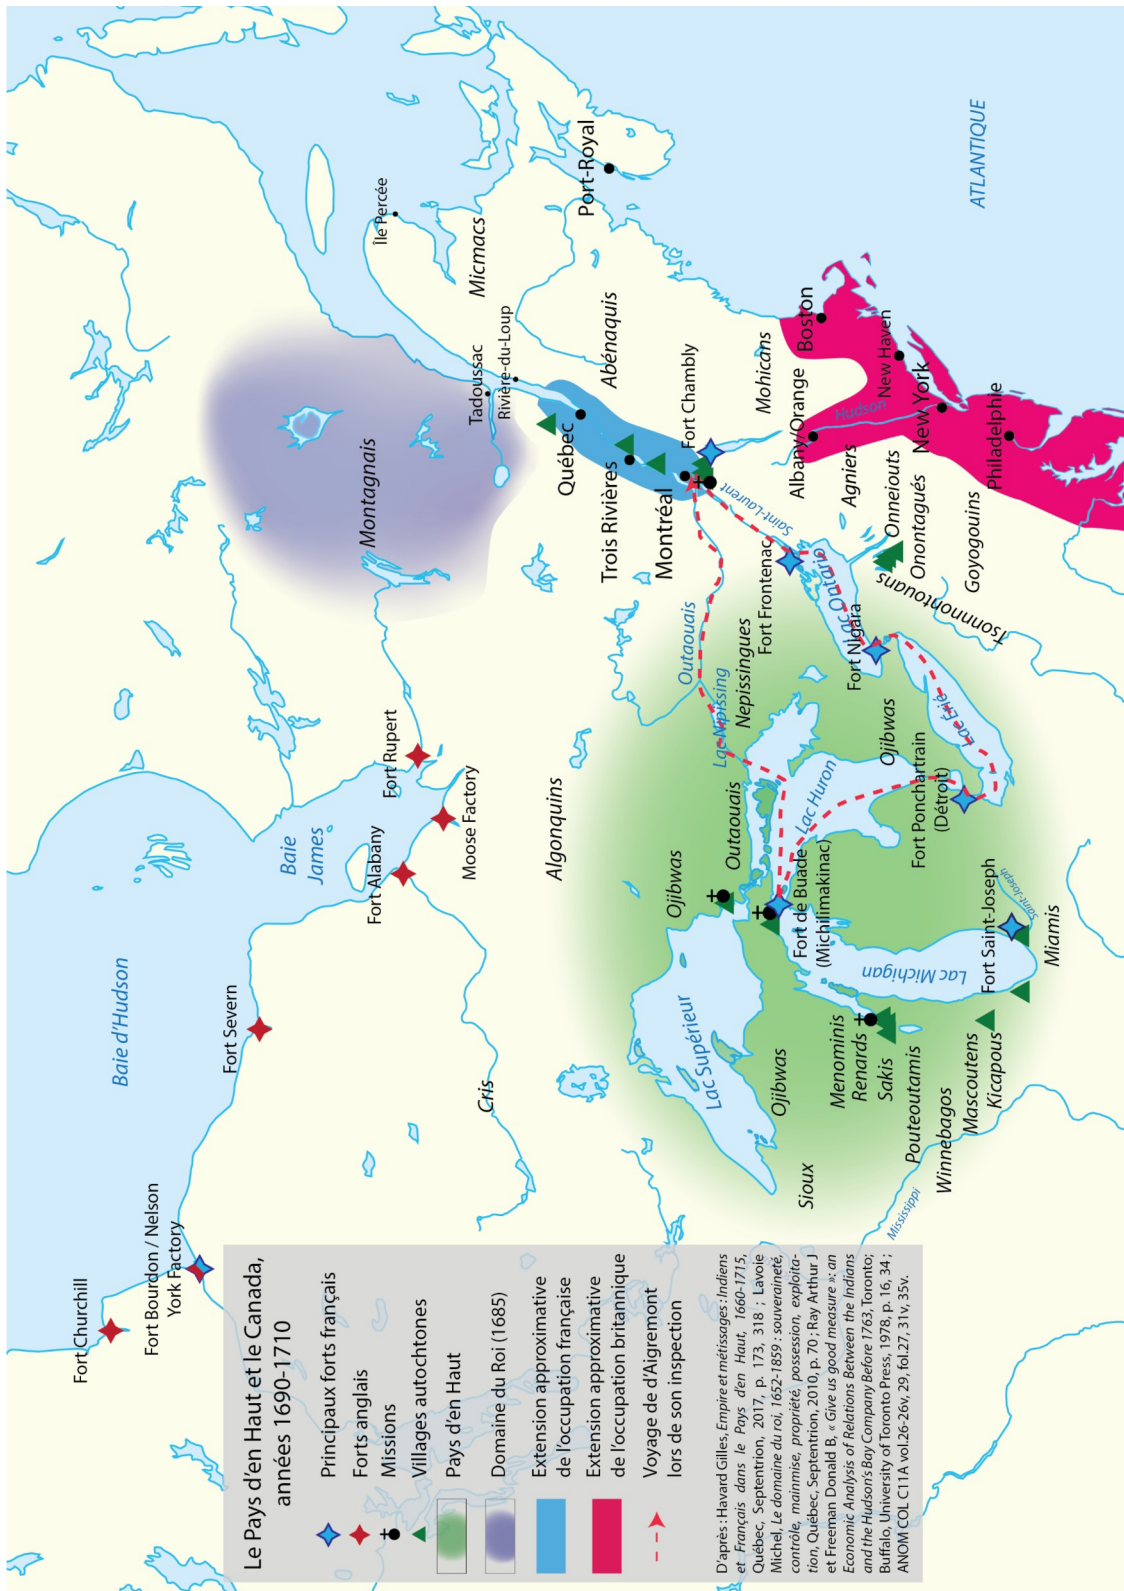 Le Pays d'en Haut et le Canada,
années 1690-1710
Principaux forts français
Forts anglais
Missions
Villages autochtones
Pays d'en Haut
Domaine du Roi (1685)
Extension approximative
de l'occupation française
Extension approximative
de l'occupation britannique
Voyage de d'Aigremont
lors de son inspection
D'après : Havard Gilles, Empire et métissages : Indiens
et Français dans le Pays d'en Haut, 1660-1715,
Québec, Septentrion, 2017, p. 173, 318 ; Lavoie
Michel, Le domaine du roi, 1652-1859 : souveraineté,
contrôle, mainmise, propriété, possession, exploita-
tion, Québec, Septentrion, 2010, p. 70 ; Ray Arthur J
et Freeman Donald B, « Give us good measure » ; an
Economic Analysis of Relations Between the Indians
and the Hudson's Bay Company Before 1763, Toronto;
Buffalo, University of Toronto Press, 1978, p. 16, 34 ;
ANOM COL C11A vol.26-26v, 29, fol.27, 31v, 35v.
Fort Churchill
Fort Bourdon / Nelson
York Factory
Baie d'Hudson
Fort Severn
Baie
James
Fort Alabany
Fort Rupert
Moose Factory
Cris
Algonquins
Montagnais
Île Percée
Micmacs
Port-Royal
Tadoussac
Rivière-du-Loup
Abénaquis
Québec
Trois Rivières
Montréal
Fort Chambly
Saint-Laurent
Mohicans
Boston
Albany/Orange
Hudson
New Haven
New York
Philadelphie
ATLANTIQUE
Agniers
Onneiouts
Onontagués
Goyogouins
Tsonnnontouans
Fort Frontenac
Lac Ontario
Fort Nigara
Outaouais
Lac Nipissing
Nepissingues
Ojibwas
Lac Érié
Fort Ponchartrain
(Détroit)
Lac Huron
Outaouais
Ojibwas
Fort de Buade
(Michilimakinac)
Fort Saint-Joseph
Saint-Joseph
Miamis
Lac Michigan
Lac Supérieur
Ojibwas
Menominis
Renards
Sakis
Pouteoutamis
Winnebagos
Mascoutens
Kicapous
Sioux
Mississippi